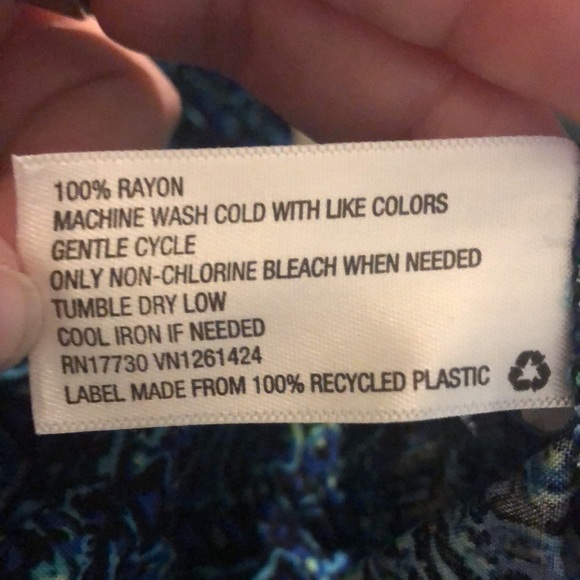 100% RAYON
MACHINE WASH COLD WITH LIKE COLORS
GENTLE CYCLE
ONLY NON-CHLORINE BLEACH WHEN NEEDED
TUMBLE DRY LOW
COOL IRON IF NEEDED
RN17730 VN1261424
LABEL MADE FROM 100% RECYCLED PLASTIC